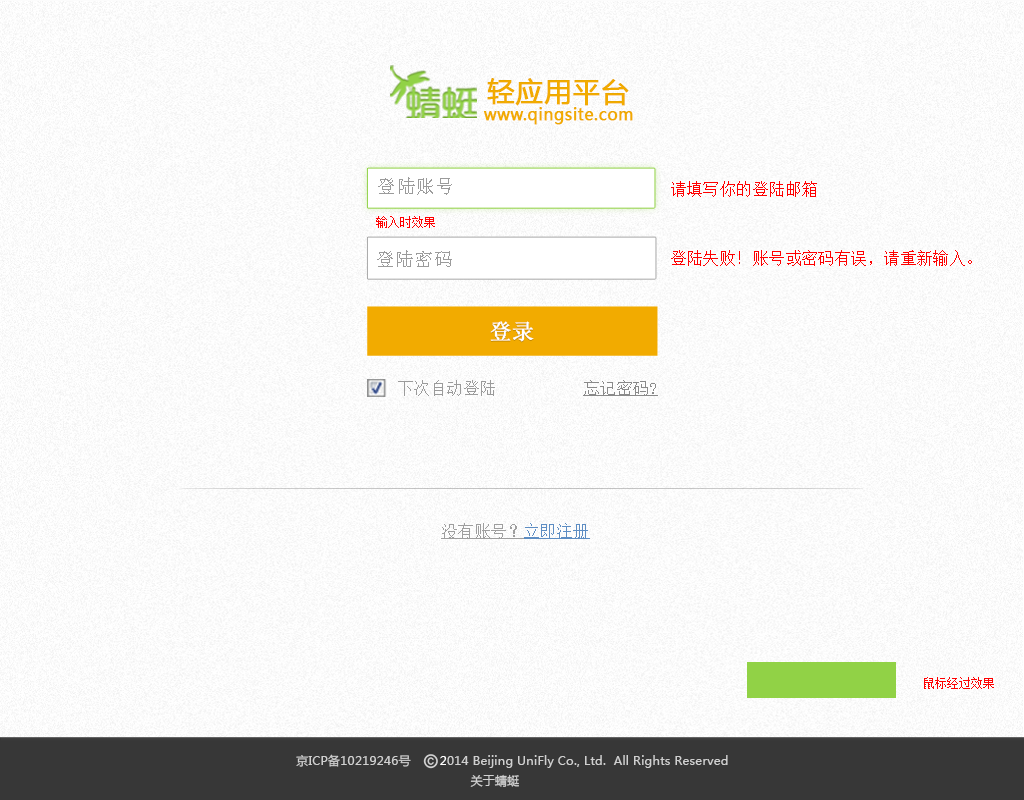 蜻蜓 轻应用平台
www.qingsite.com
登陆账号 请填写你的登陆邮箱
输入时效果
登陆密码 登陆失败！账号或密码有误，请重新输入。
登录
下次自动登陆 忘记密码?
没有账号？立即注册
鼠标经过效果
京ICP备10219246号 ©2014 Beijing UniFly Co., Ltd. All Rights Reserved
关于蜻蜓